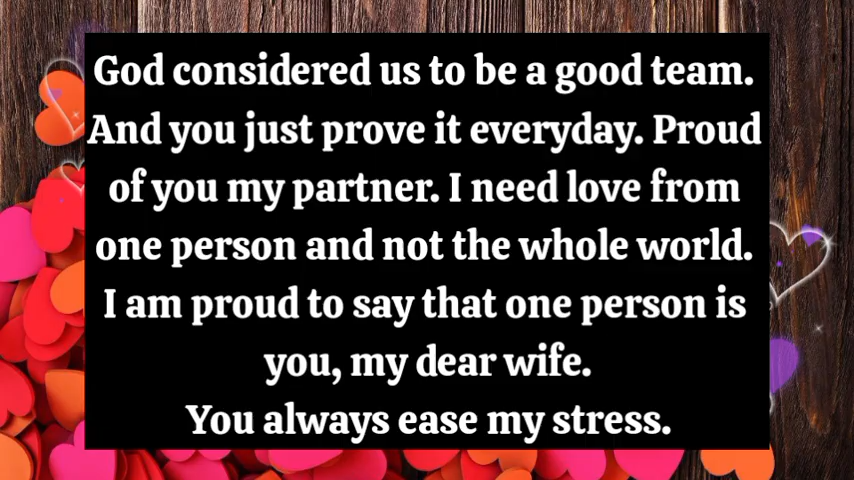 God considered us to be a good team.
And you just prove it everyday. Proud
of you my partner. I need love from
one person and not the whole world.
I am proud to say that one person is
you, my dear wife.
You always ease my stress.